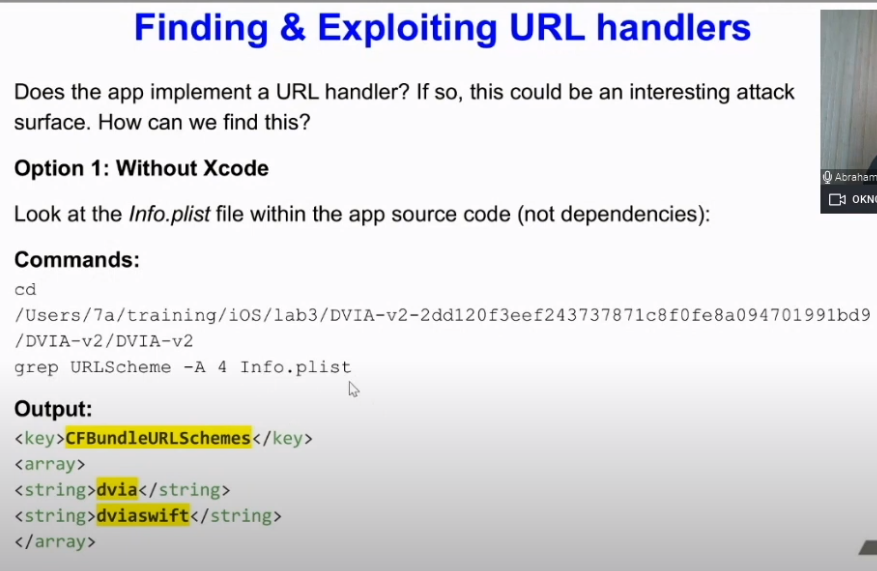 Finding & Exploiting URL handlers
Does the app implement a URL handler? If so, this could be an interesting attack
surface. How can we find this?
Option 1: Without Xcode
Look at the Info.plist file within the app source code (not dependencies):
Abraham
OKNO
Commands:
cd
/Users/7a/training/iOS/lab3/DVIA-v2-2dd120f3eef243737871c8f0fe8a094701991bd9
/DVIA-v2/DVIA-v2
grep URLScheme -A 4 Info.plist
Output:
<key>CFBundleURLSchemes</key>
<array>
<string>dvia</string>
<string>dviaswift</string>
</array>